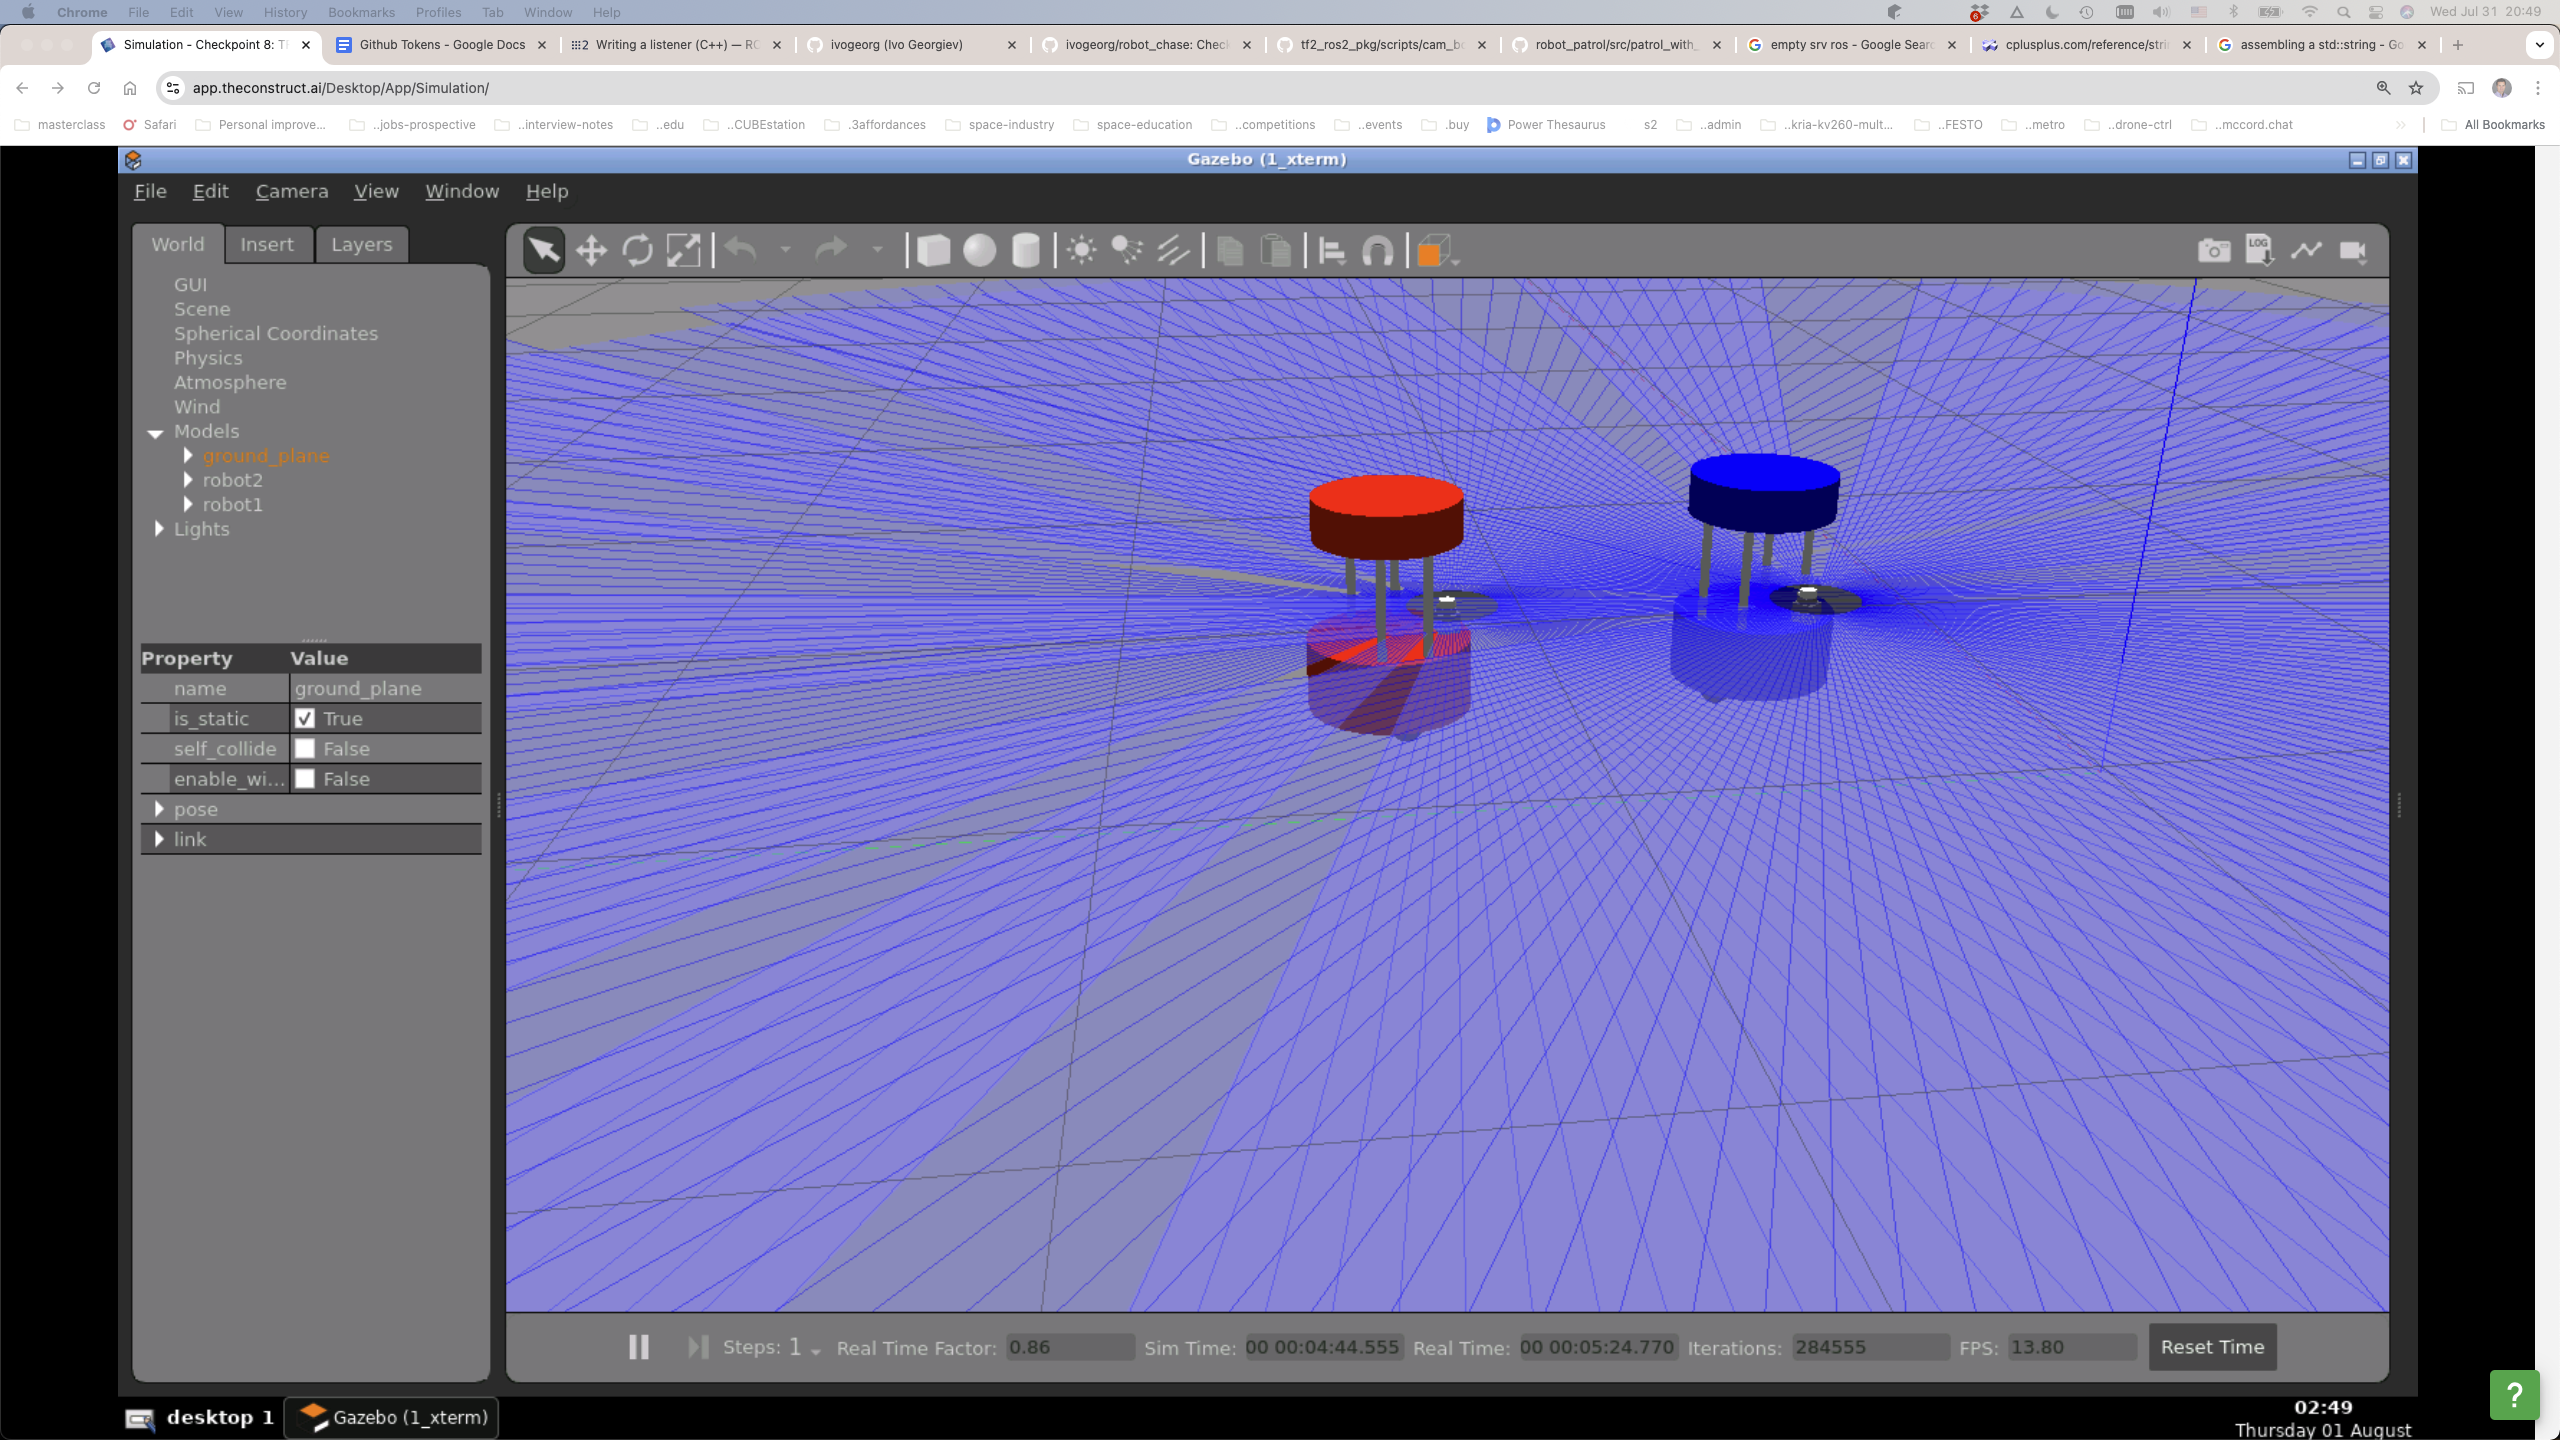 Chrome File Edit View History Bookmarks Profiles Tab Window Help Wed Jul 31 20:49
Simulation - Checkpoint 8: TF Github Tokens - Google Docs Writing a listener (C++) — RO ivogeorg (Ivo Georgiev) ivogeorg/robot_chase: Chec tf2_ros2_pkg/scripts/cam_b robot_patrol/src/patrol_with_ empty srv ros - Google Sear cplusplus.com/reference/stri assembling a std::string - Go
app.theconstruct.ai/Desktop/App/Simulation/
masterclass Safari Personal improve... ..jobs-prospective ..interview-notes ..edu ..CUBEstation .3affordances space-industry space-education ..competitions ..events .buy Power Thesaurus s2 ..admin ..kria-kv260-mult... ..FESTO ..metro ..drone-ctrl ..mccord.chat All Bookmarks
Gazebo (1_xterm)
File Edit Camera View Window Help
World Insert Layers
LOG
GUI
Scene
Spherical Coordinates
Physics
Atmosphere
Wind
Models
ground_plane
robot2
robot1
Lights
Property Value
name ground_plane
is_static True
self_collide False
enable_wi... False
pose
link
Steps: 1 Real Time Factor: 0.86 Sim Time: 00 00:04:44.555 Real Time: 00 00:05:24.770 Iterations: 284555 FPS: 13.80 Reset Time
?
desktop 1 Gazebo (1_xterm) 02:49
Thursday 01 August